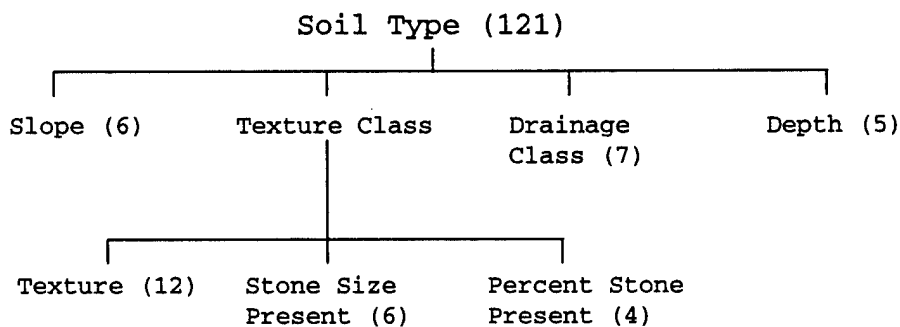 Soil Type (121)
Slope (6)
Texture Class
Drainage
Class (7)
Depth (5)
Texture (12)
Stone Size
Present (6)
Percent Stone
Present (4)